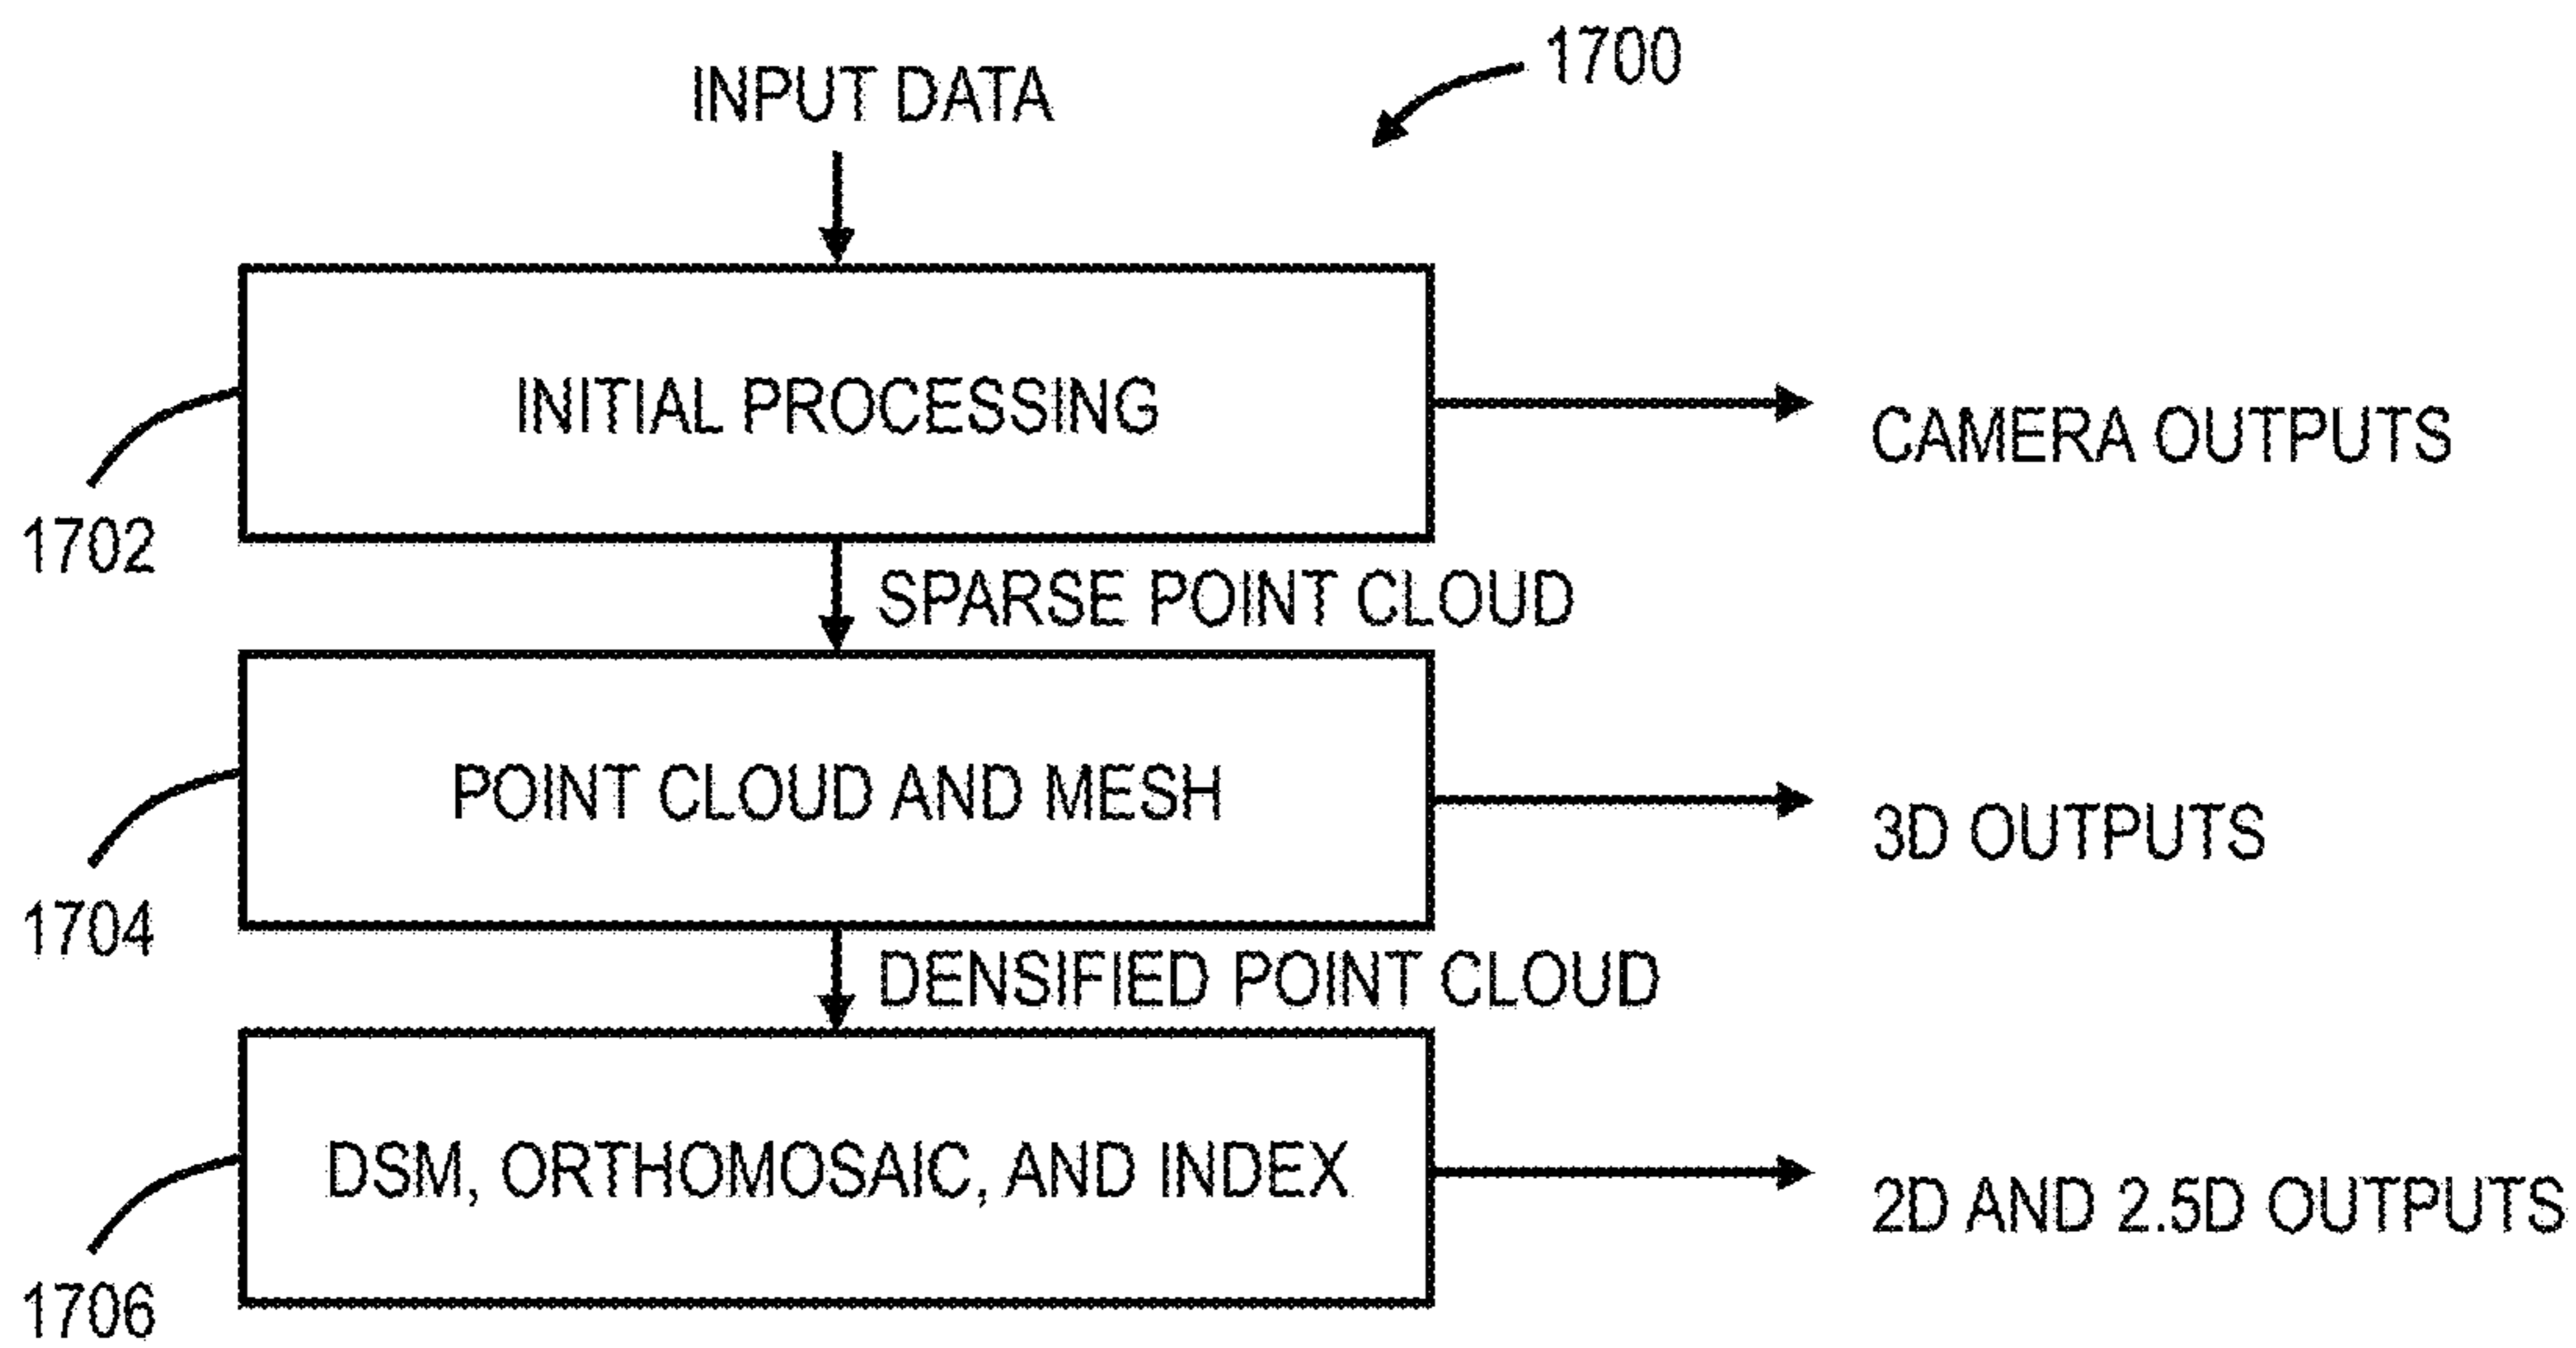 1700
INPUT DATA
INITIAL PROCESSING
CAMERA OUTPUTS
1702
SPARSE POINT CLOUD
POINT CLOUD AND MESH
3D OUTPUTS
1704
DENSIFIED POINT CLOUD
DSM, ORTHOMOSAIC, AND INDEX
2D AND 2.5D OUTPUTS
1706